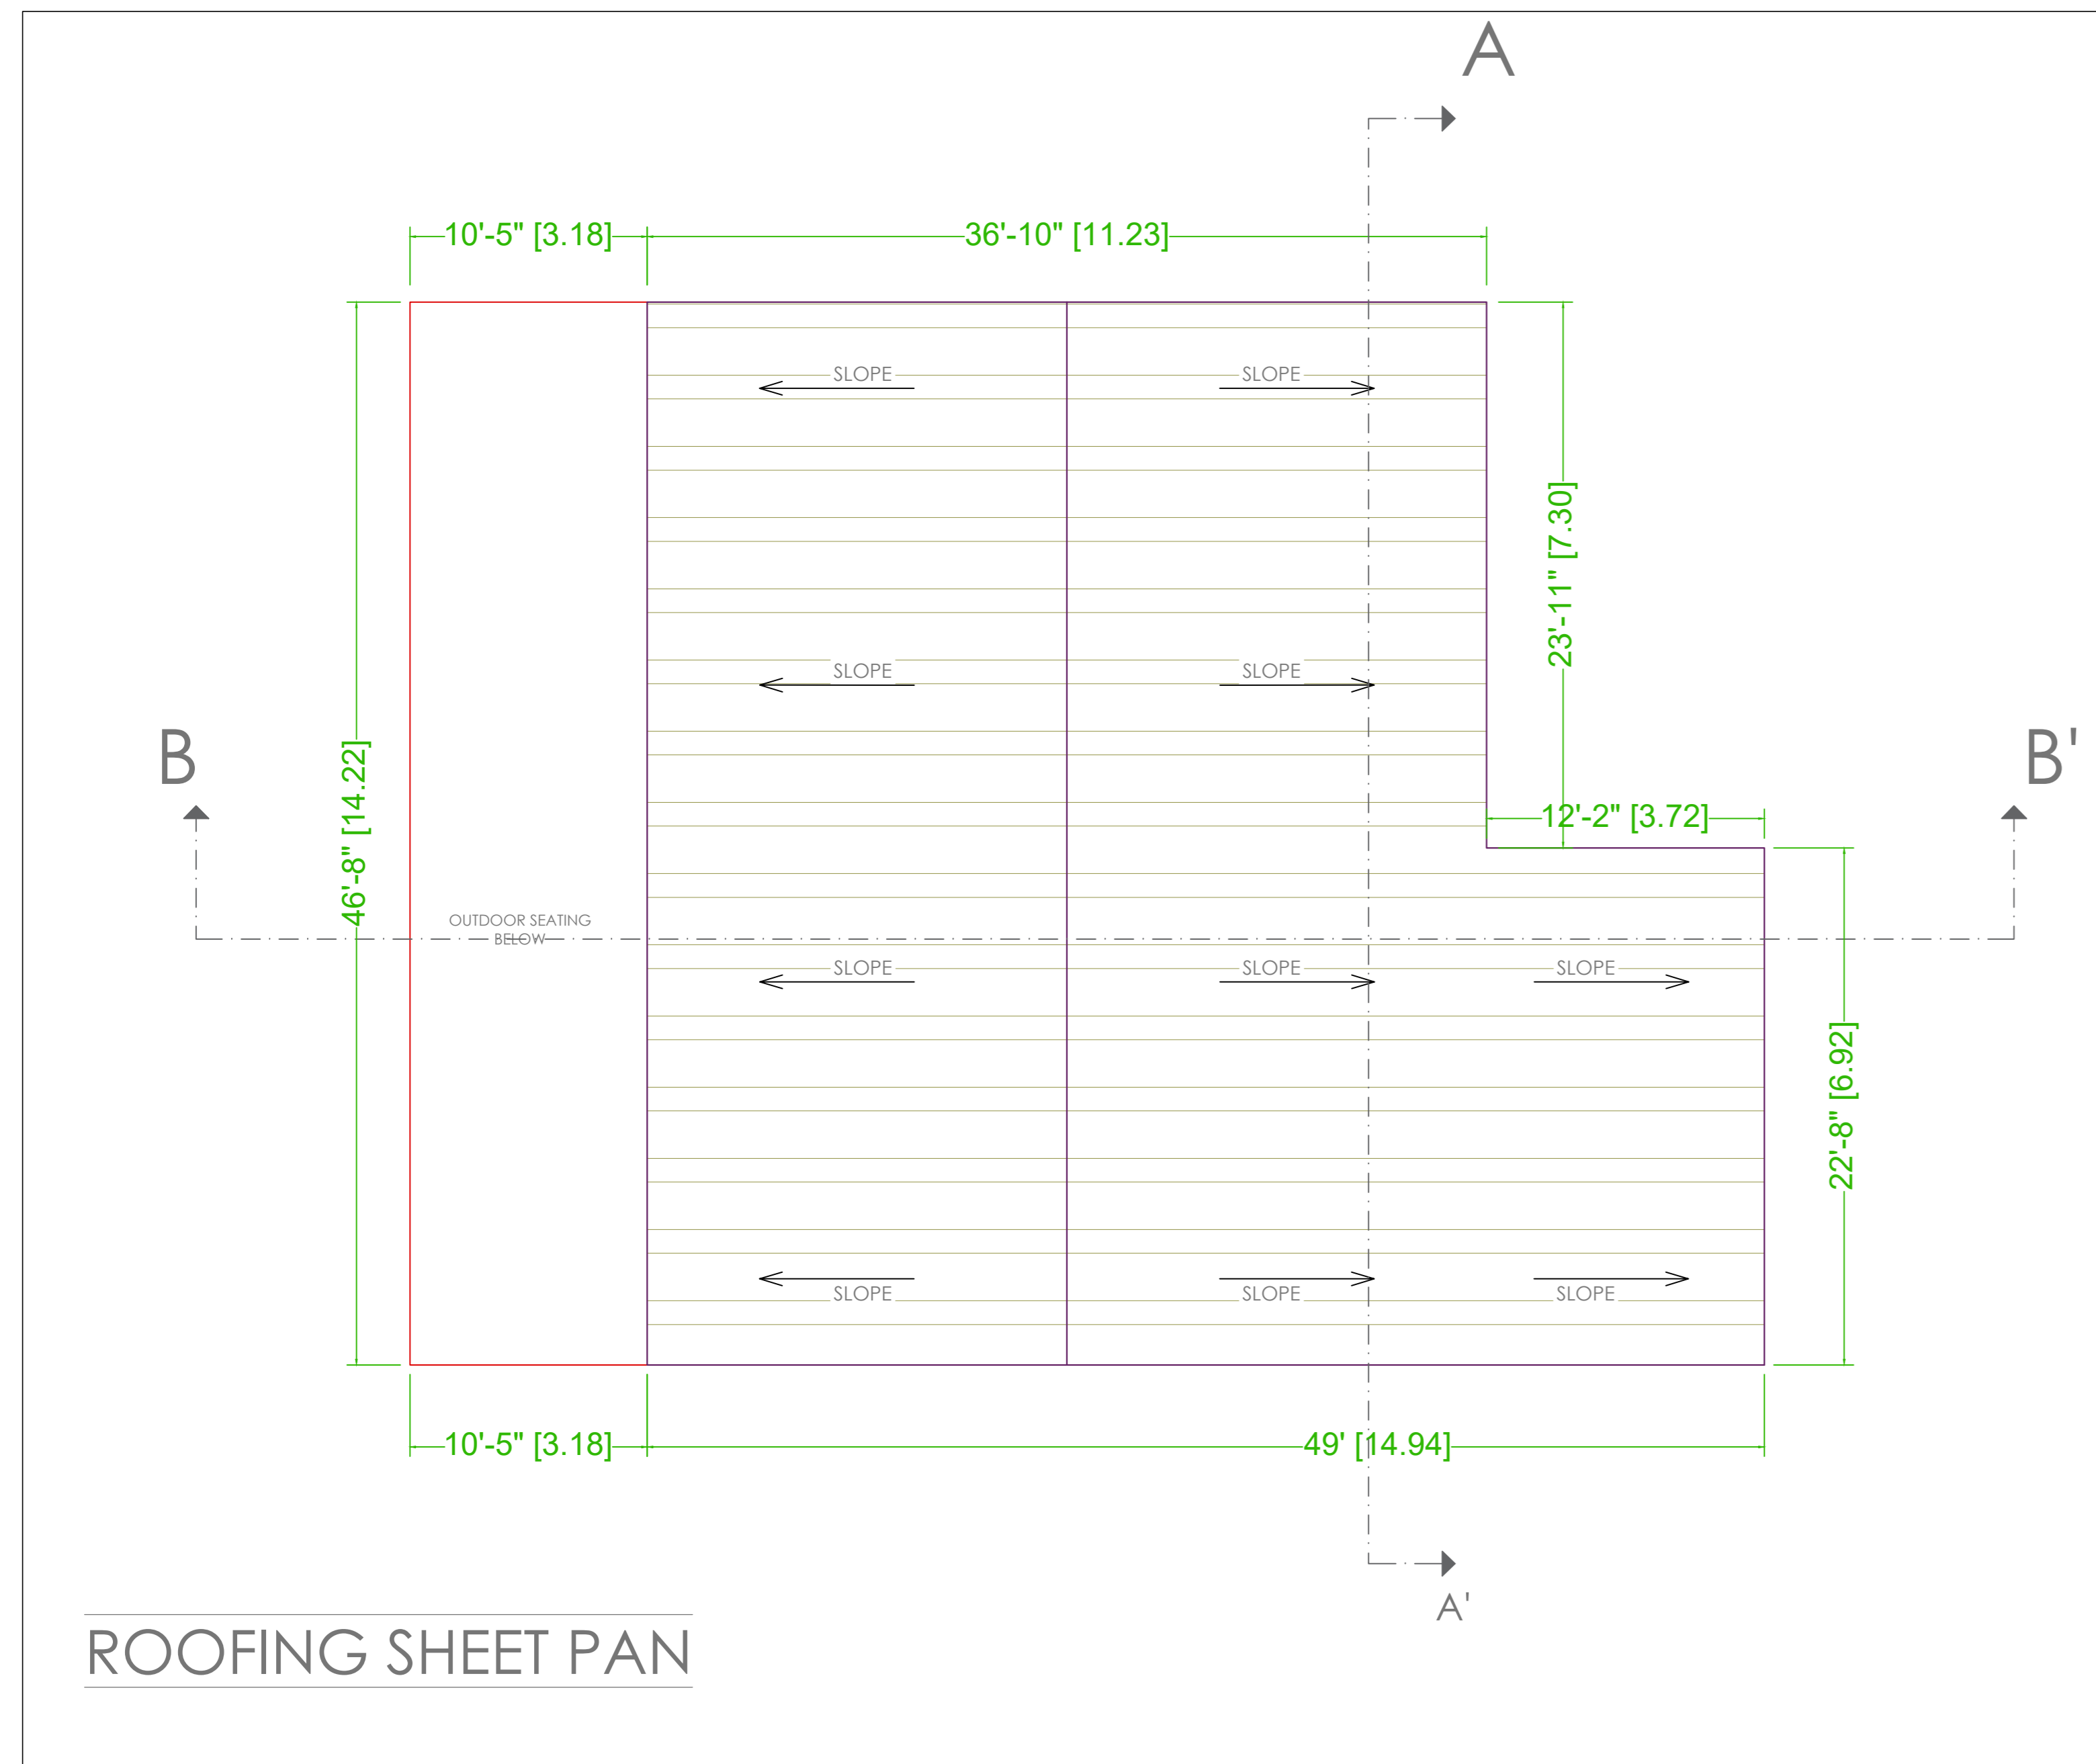 A
10'-5" [3.18]
36'-10" [11.23]
SLOPE
SLOPE
23'-11" [7.30]
SLOPE
SLOPE
B
B'
46'-8" [14.22]
12'-2" [3.72]
OUTDOOR SEATING
BELOW
SLOPE
SLOPE
SLOPE
22'-8" [6.92]
SLOPE
SLOPE
SLOPE
10'-5" [3.18]
49' [14.94]
A'
ROOFING SHEET PAN